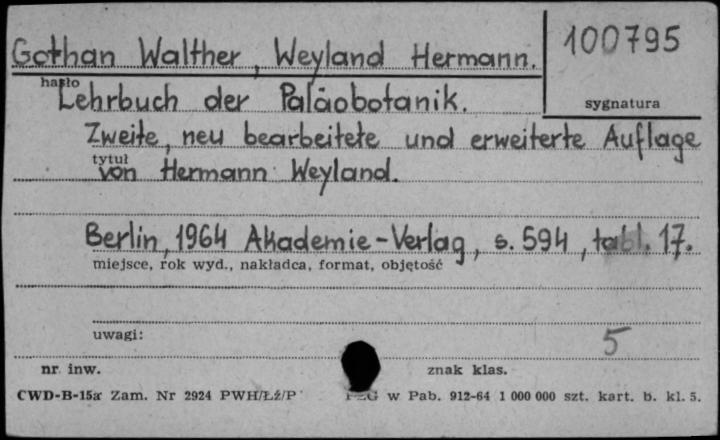 Gothan Walther, Weyland Hermann.
100795
hasło
sygnatura
Lehrbuch der Paläobotanik.
Zweite, neu bearbeitete und erweiterte Auflage
tytuł
von Hermann Weyland.
Berlin, 1964 Akademie-Verlag, s. 594, tabl. 17.
miejsce, rok wyd., nakładca, format, objętość
uwagi:
5
nr inw.
znak klas.
CWD-B-15a Zam. Nr 2924 PWH/Łź/P w Pab. 912-64 1 000 000 szt. kart. b. kl. 5.